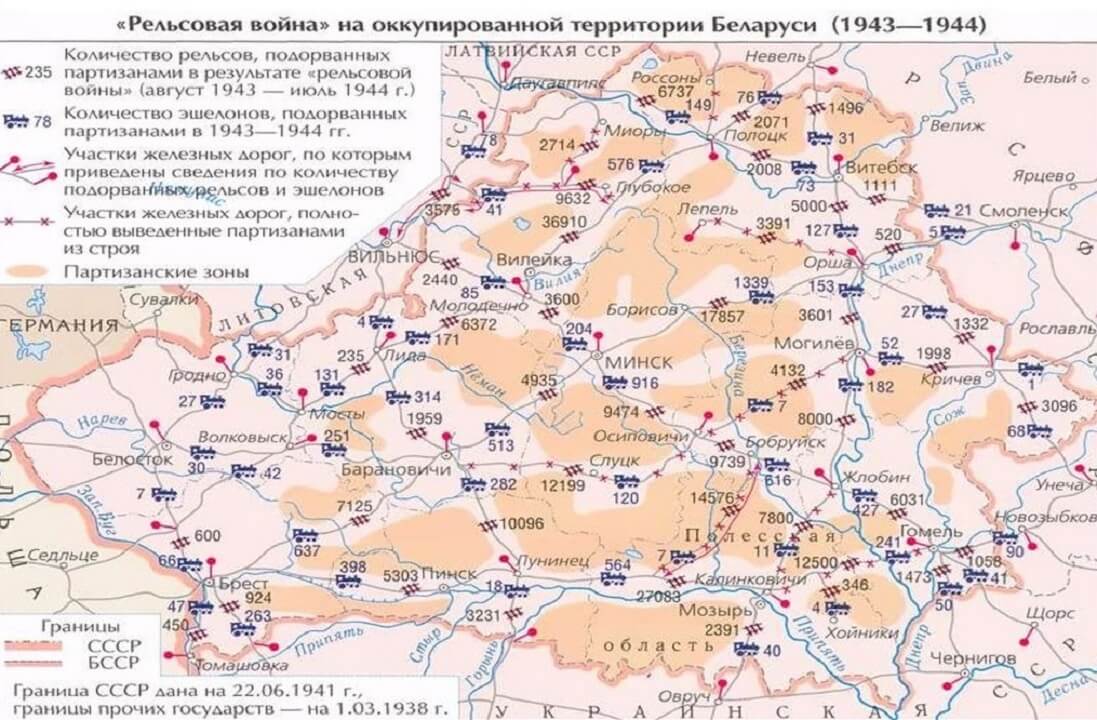 «Рельсовая война» на оккупированной территории Беларуси (1943—1944)
235 Количество рельсов, подорванных
партизанами в результате «рельсовой
войны» (август 1943 — июль 1944 г.)
78 Количество эшелонов, подорванных
партизанами в 1943—1944 гг.
Участки железных дорог, по которым
приведены сведения по количеству
подорванных рельсов и эшелонов
Участки железных дорог, полно-
стью выведенные партизанами
из строя
Партизанские зоны
ЛАТВИЙСКАЯ ССР
Невель
Даугавпилс
Россоны
6737
149
76
1496
Зап. Двина
Белый
Р
ССР
8
Миоры
2714
2071
Полоцк
31
Велиж
576
2008
Витебск
С
73
1111
Ярцево
3575
41
9632
Глубокое
Лепель
5000
21
Смоленск
36910
3391
127
520
5
Ф
ВИЛЬНЮС
Вилейка
Орша
Днепр
2440
85
Вилия
1339
153
Сувалки
ЛИТОВСКАЯ
Молодечно
3600
Борисов
17857
3601
27
1332
ГЕРМАНИЯ
4
171
6372
204
Березина
Могилёв
52
Рославль
31
235
Лида
МИНСК
1998
Гродно
36
131
Нёман
4935
916
4132
182
Кричев
1
27
Мосты
314
1959
9474
7
8000
Сож
3096
Нарев
Волковыск
251
513
Осиповичи
Бобруйск
68
Белосток
30
42
Барановичи
Слуцк
9739
616
Жлобин
Унеча
282
12199
120
7
7125
14576
427
6031
Зап. Буг
10096
7800
Новозыбков
600
637
Полесская
Гомель
241
90
Седльце
66
398
Лунинец
564
7
11
12500
1058
Брест
5303
Пинск
18
27083
Калинковичи
346
1473
41
924
47
263
3231
Мозырь
4
50
450
2391
Хойники
Щорс
Припять
Стыр
Горынь
область
40
Припять
Днепр
Томашовка
Чернигов
Овруч
Десна
ПОЛЬША
УКРАИНСКАЯ
ССР
Границы
СССР
БССР
Граница СССР дана на 22.06.1941 г.,
границы прочих государств — на 1.03.1938 г.